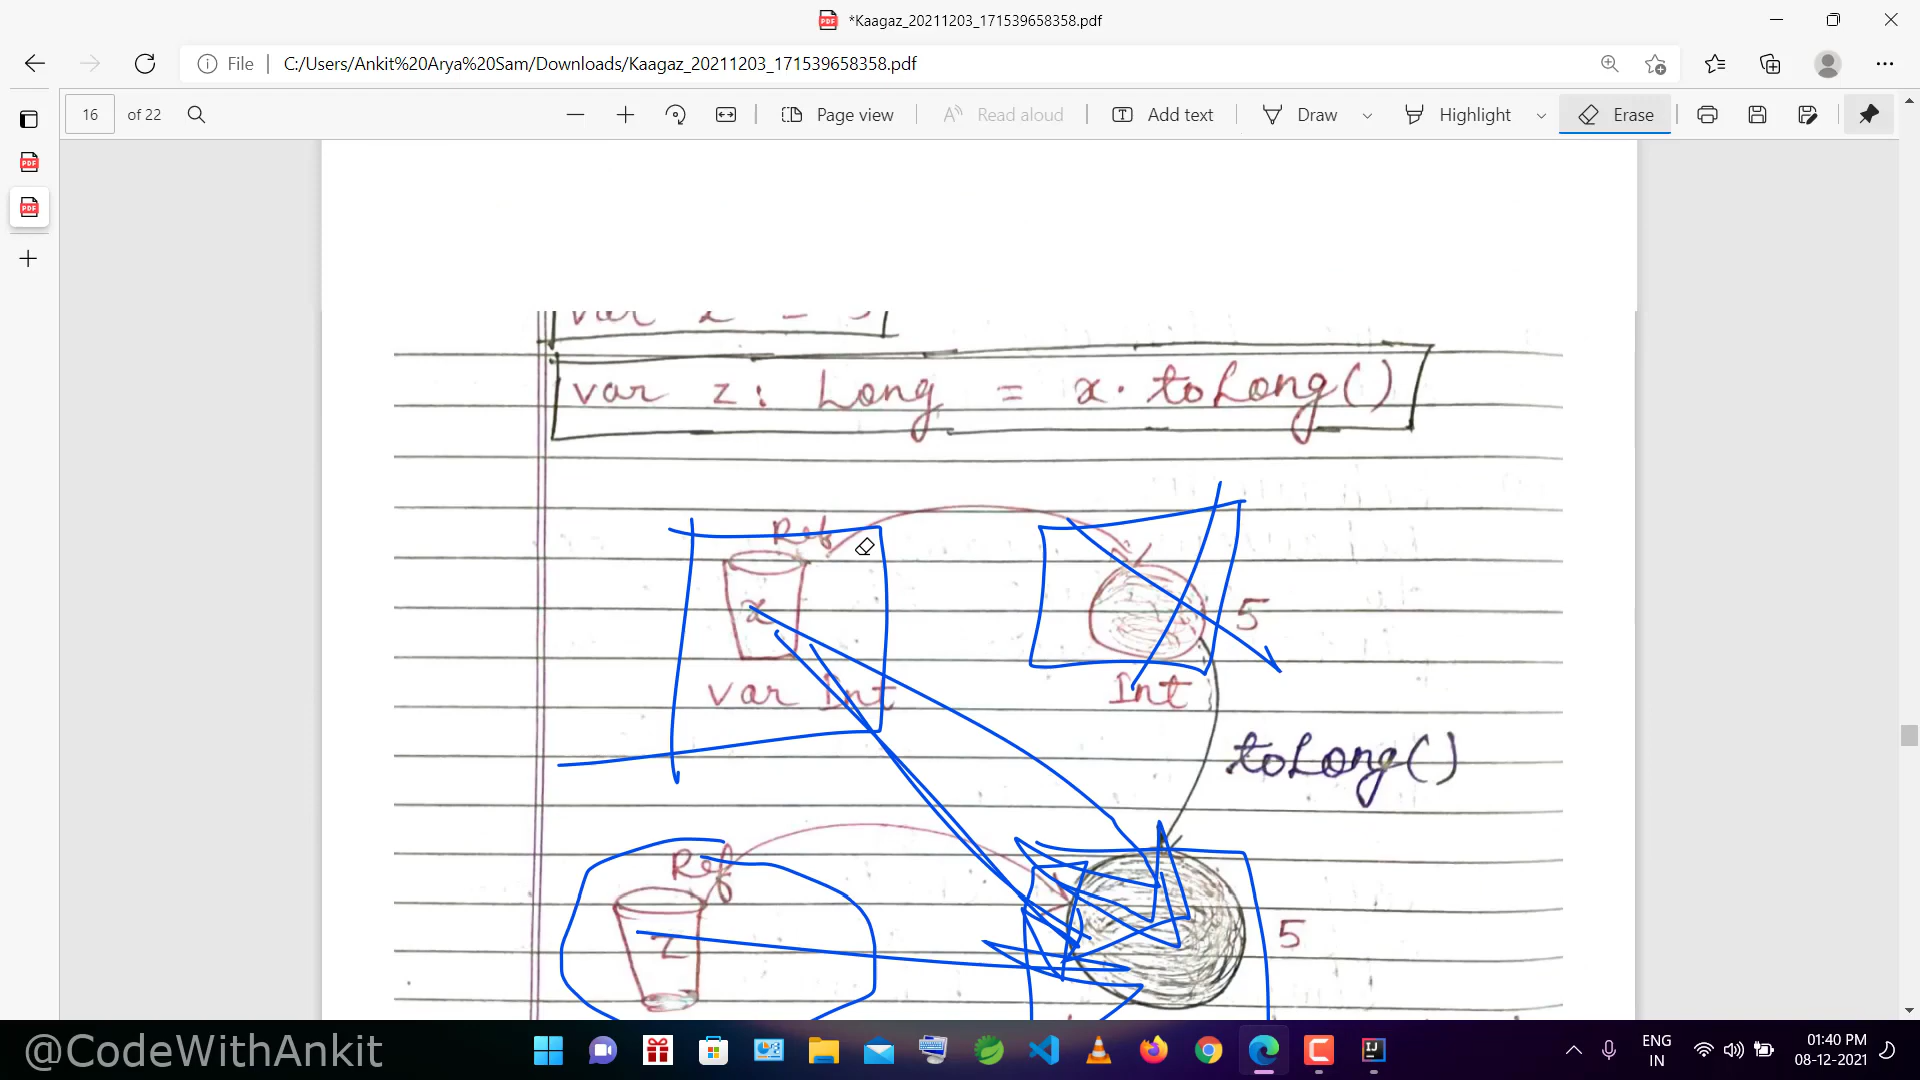 *Kaagaz_20211203_171539658358.pdf
File C:/Users/Ankit%20Arya%20Sam/Downloads/Kaagaz_20211203_171539658358.pdf
16 of 22 Page view Read aloud Add text Draw Highlight Erase
var z: Long = x.toLong()
Ref
x 5
var Int Int
toLong()
Ref
z 5
@CodeWithAnkit
ENG 01:40 PM
IN 08-12-2021